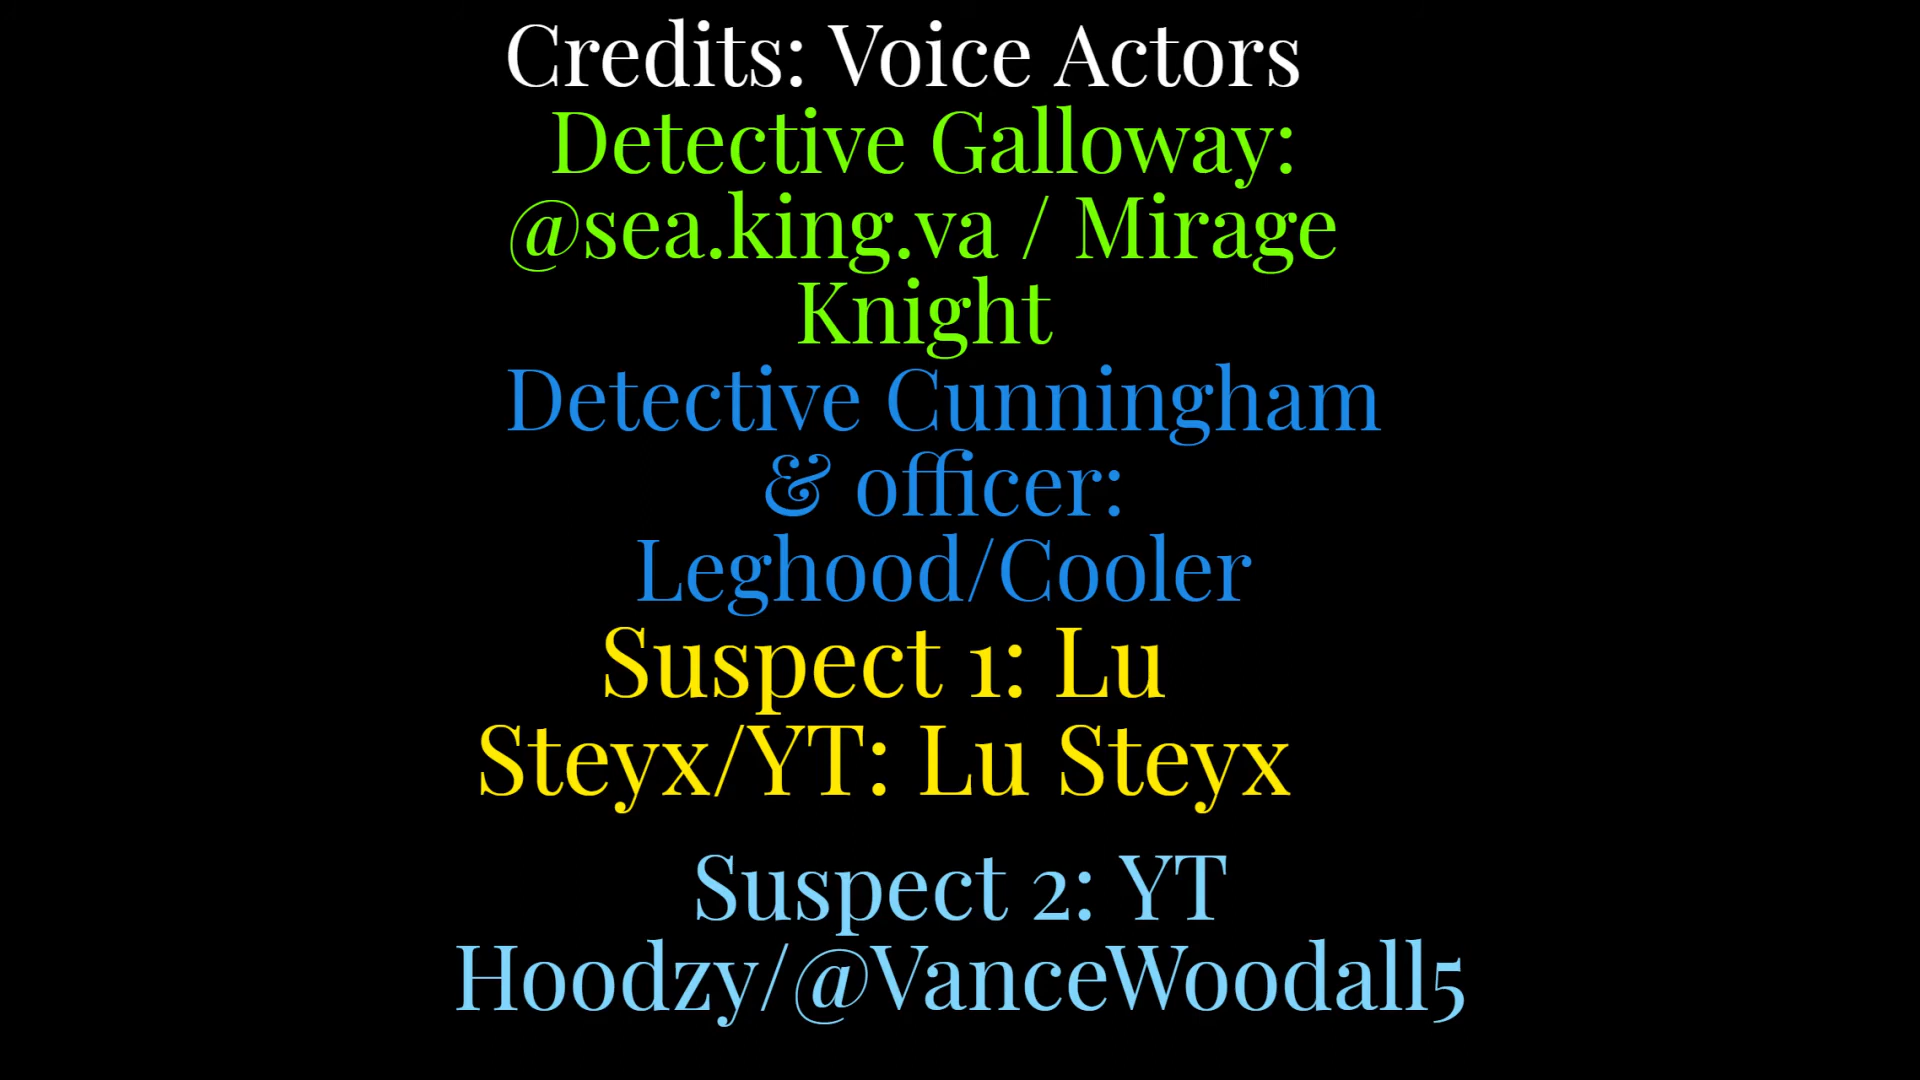 Credits: Voice Actors
Detective Galloway:
@sea.king.va / Mirage
Knight
Detective Cunningham
& officer:
Leghood/Cooler
Suspect 1: Lu
Steyx/YT: Lu Steyx
Suspect 2: YT
Hoodzy/@VanceWoodall5